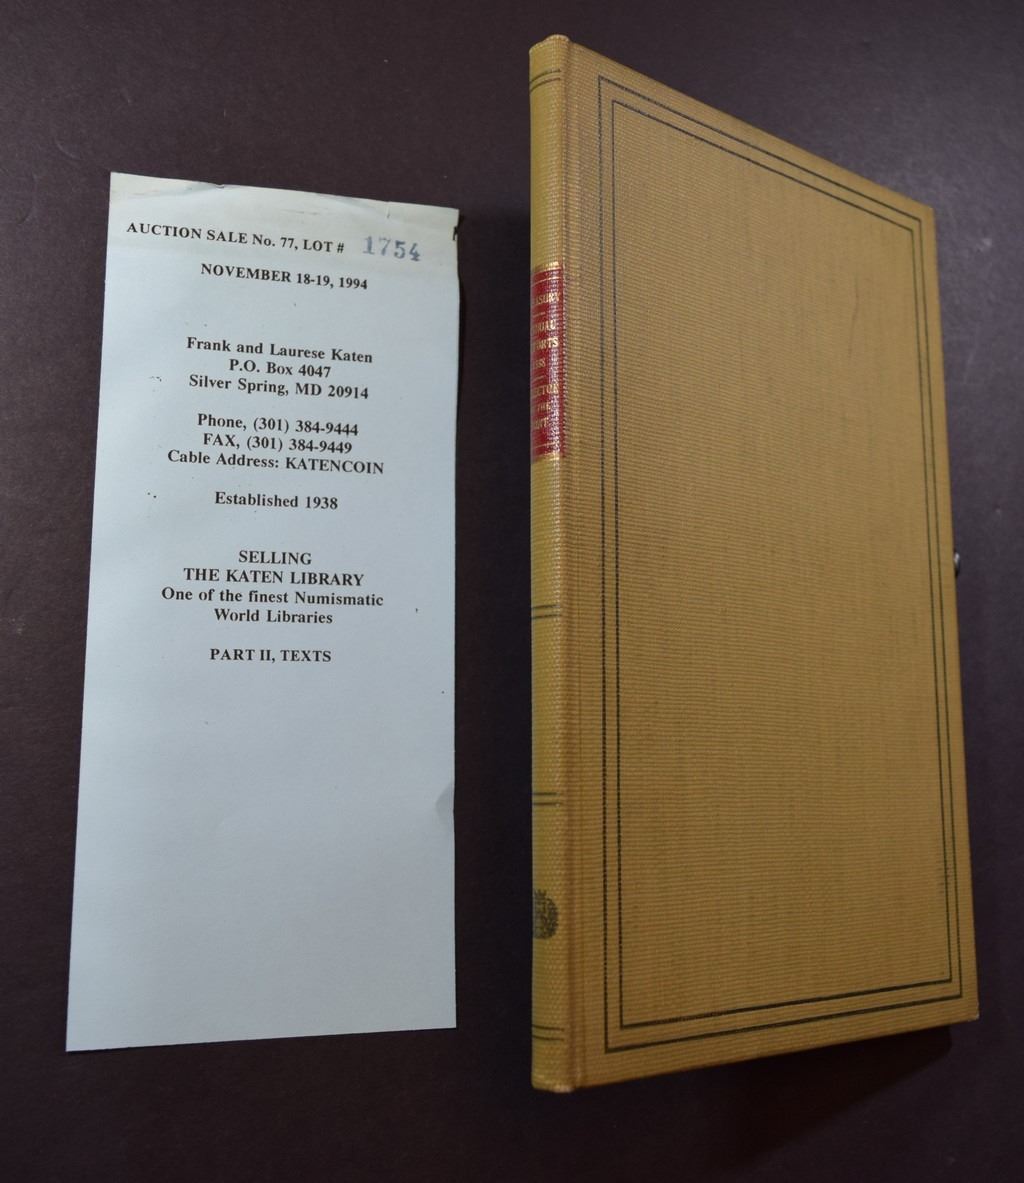 AUCTION SALE No. 77, LOT # 1754
NOVEMBER 18-19, 1994
Frank and Laurese Katen
P.O. Box 4047
Silver Spring, MD 20914
Phone, (301) 384-9444
FAX, (301) 384-9449
Cable Address: KATENCOIN
Established 1938
SELLING
THE KATEN LIBRARY
One of the finest Numismatic
World Libraries
PART II, TEXTS
THE